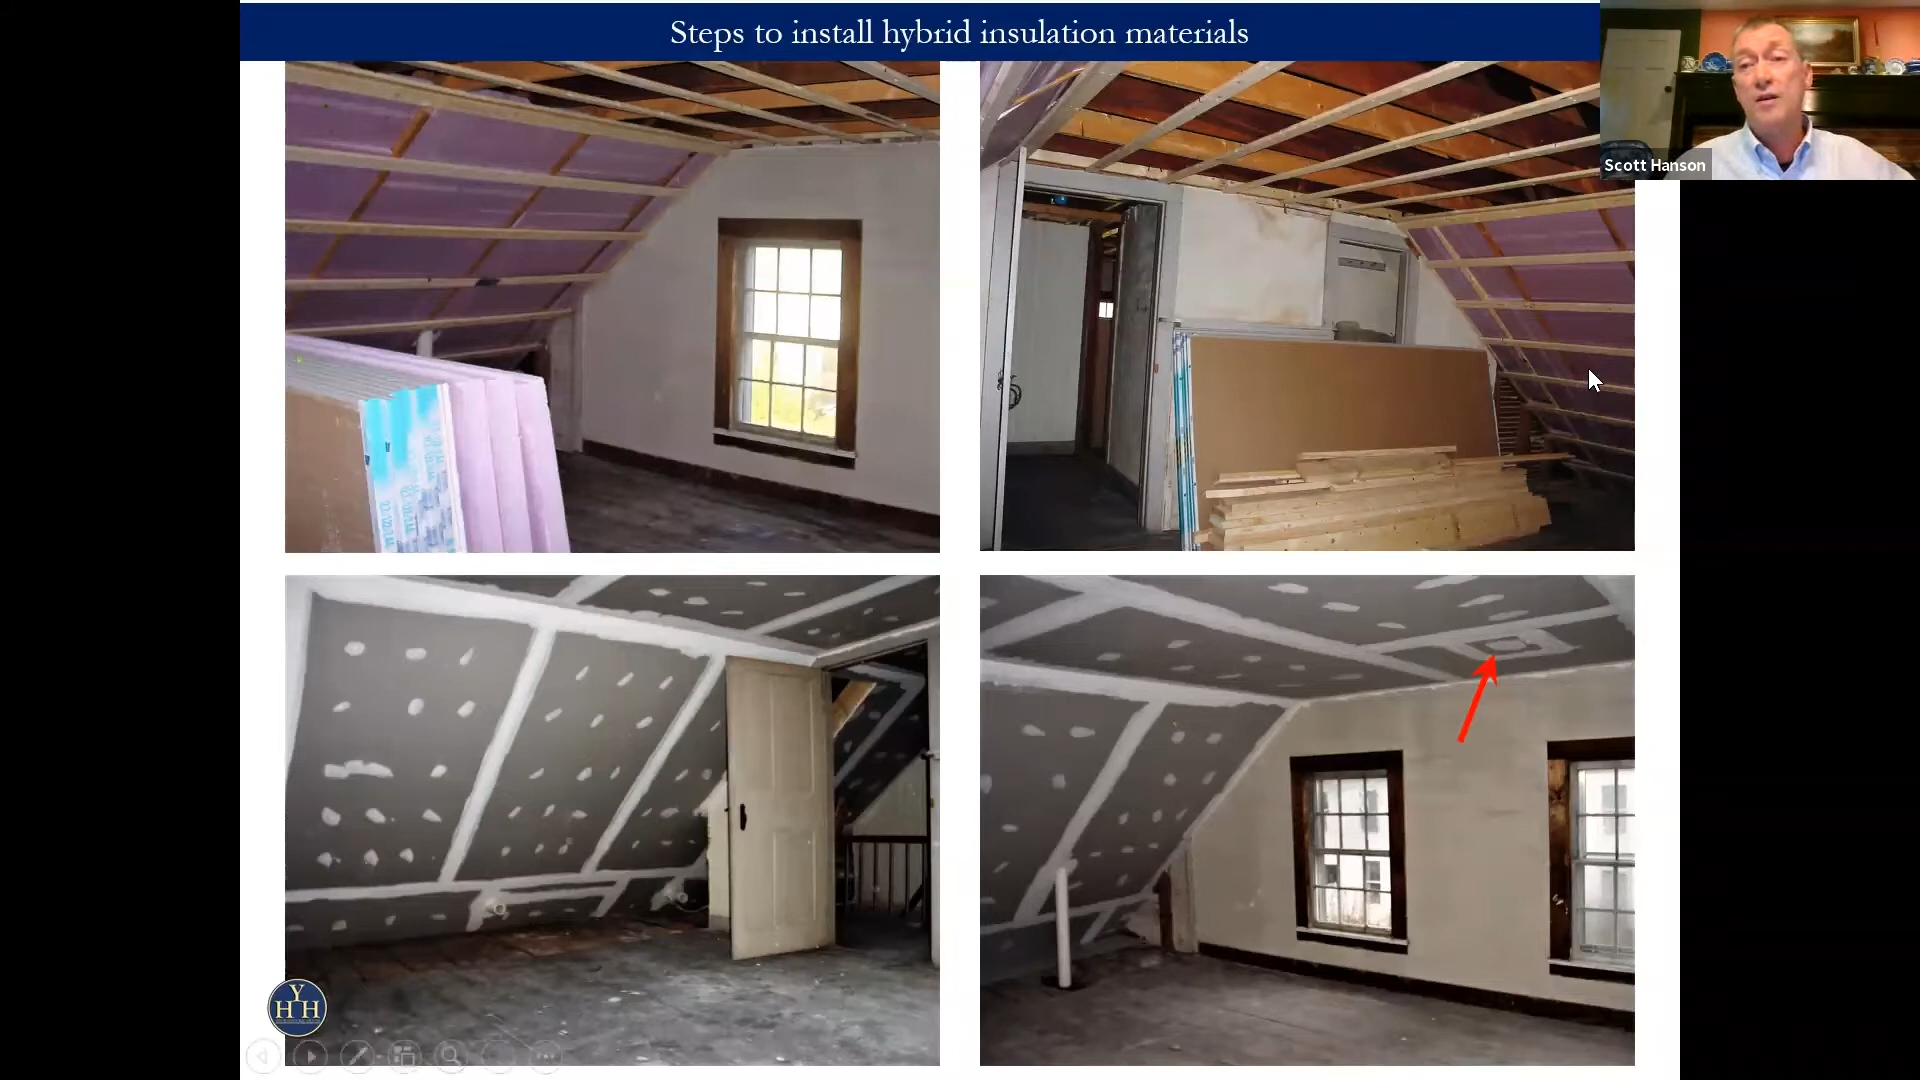 Steps to install hybrid insulation materials
Scott Hanson
Y
H H